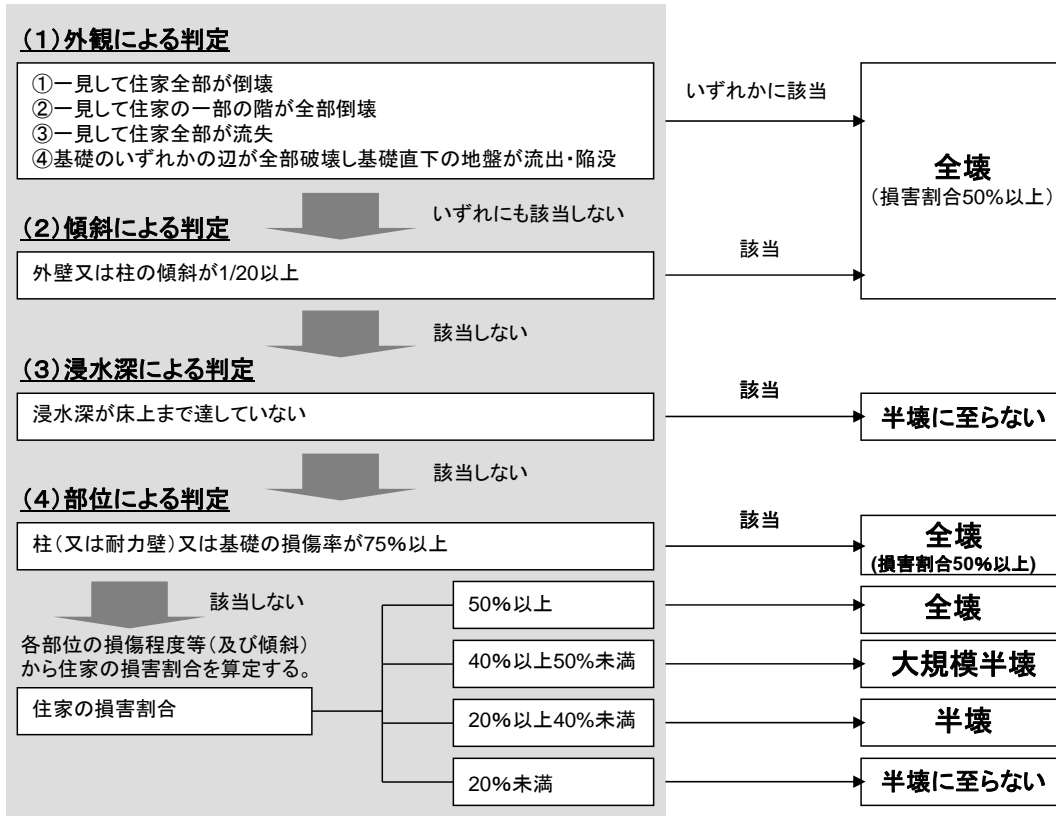 (1)外観による判定
①一見して住家全部が倒壊
②一見して住家の一部の階が全部倒壊
③一見して住家全部が流失
④基礎のいずれかの辺が全部破壊し基礎直下の地盤が流出・陥没
いずれかに該当
全壊
(損害割合50%以上)
いずれにも該当しない
(2)傾斜による判定
外壁又は柱の傾斜が1/20以上
該当
該当しない
(3)浸水深による判定
浸水深が床上まで達していない
該当
半壊に至らない
該当しない
(4)部位による判定
柱(又は耐力壁)又は基礎の損傷率が75%以上
該当
全壊
(損害割合50%以上)
該当しない
各部位の損傷程度等(及び傾斜)
から住家の損害割合を算定する。
住家の損害割合
50%以上
全壊
40%以上50%未満
大規模半壊
20%以上40%未満
半壊
20%未満
半壊に至らない